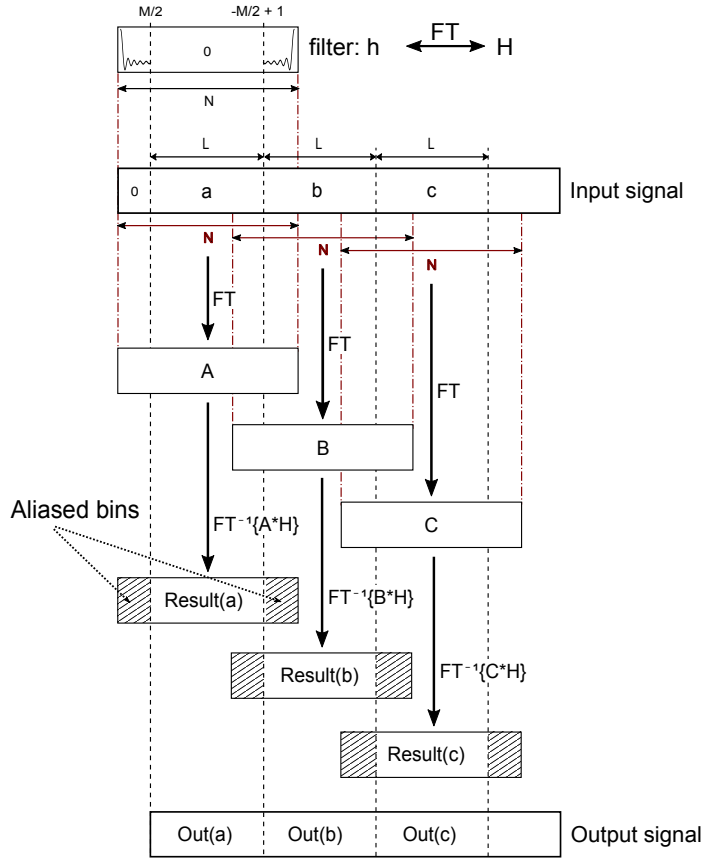 M/2 -M/2 + 1
0
filter: h FT H
N
L L L
0 a b c Input signal
N
N
N
FT
FT
FT
A
B
C
Aliased bins
FT⁻¹{A*H}
Result(a)
FT⁻¹{B*H}
Result(b)
FT⁻¹{C*H}
Result(c)
Out(a) Out(b) Out(c) Output signal